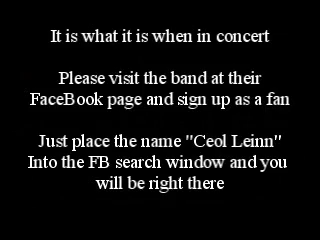 It is what it is when in concert
Please visit the band at their
FaceBook page and sign up as a fan
Just place the name "Ceol Leinn"
Into the FB search window and you
will be right there